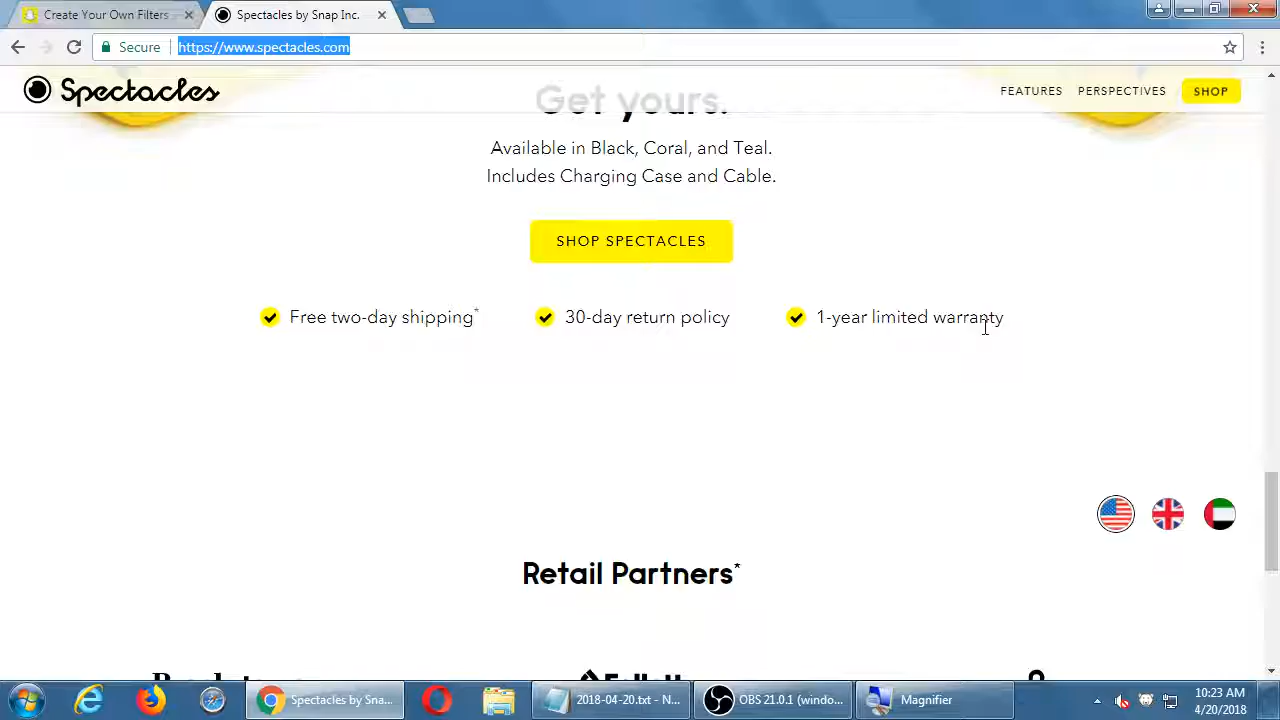 Create Your Own Filters
Spectacles by Snap Inc.
Secure
https://www.spectacles.com
Spectacles
FEATURES
PERSPECTIVES
SHOP
Get yours.
Available in Black, Coral, and Teal.
Includes Charging Case and Cable.
SHOP SPECTACLES
Free two-day shipping*
30-day return policy
1-year limited warranty
Retail Partners*
Spectacles by Sna...
2018-04-20.txt - N...
OBS 21.0.1 (windo...
Magnifier
10:23 AM
4/20/2018